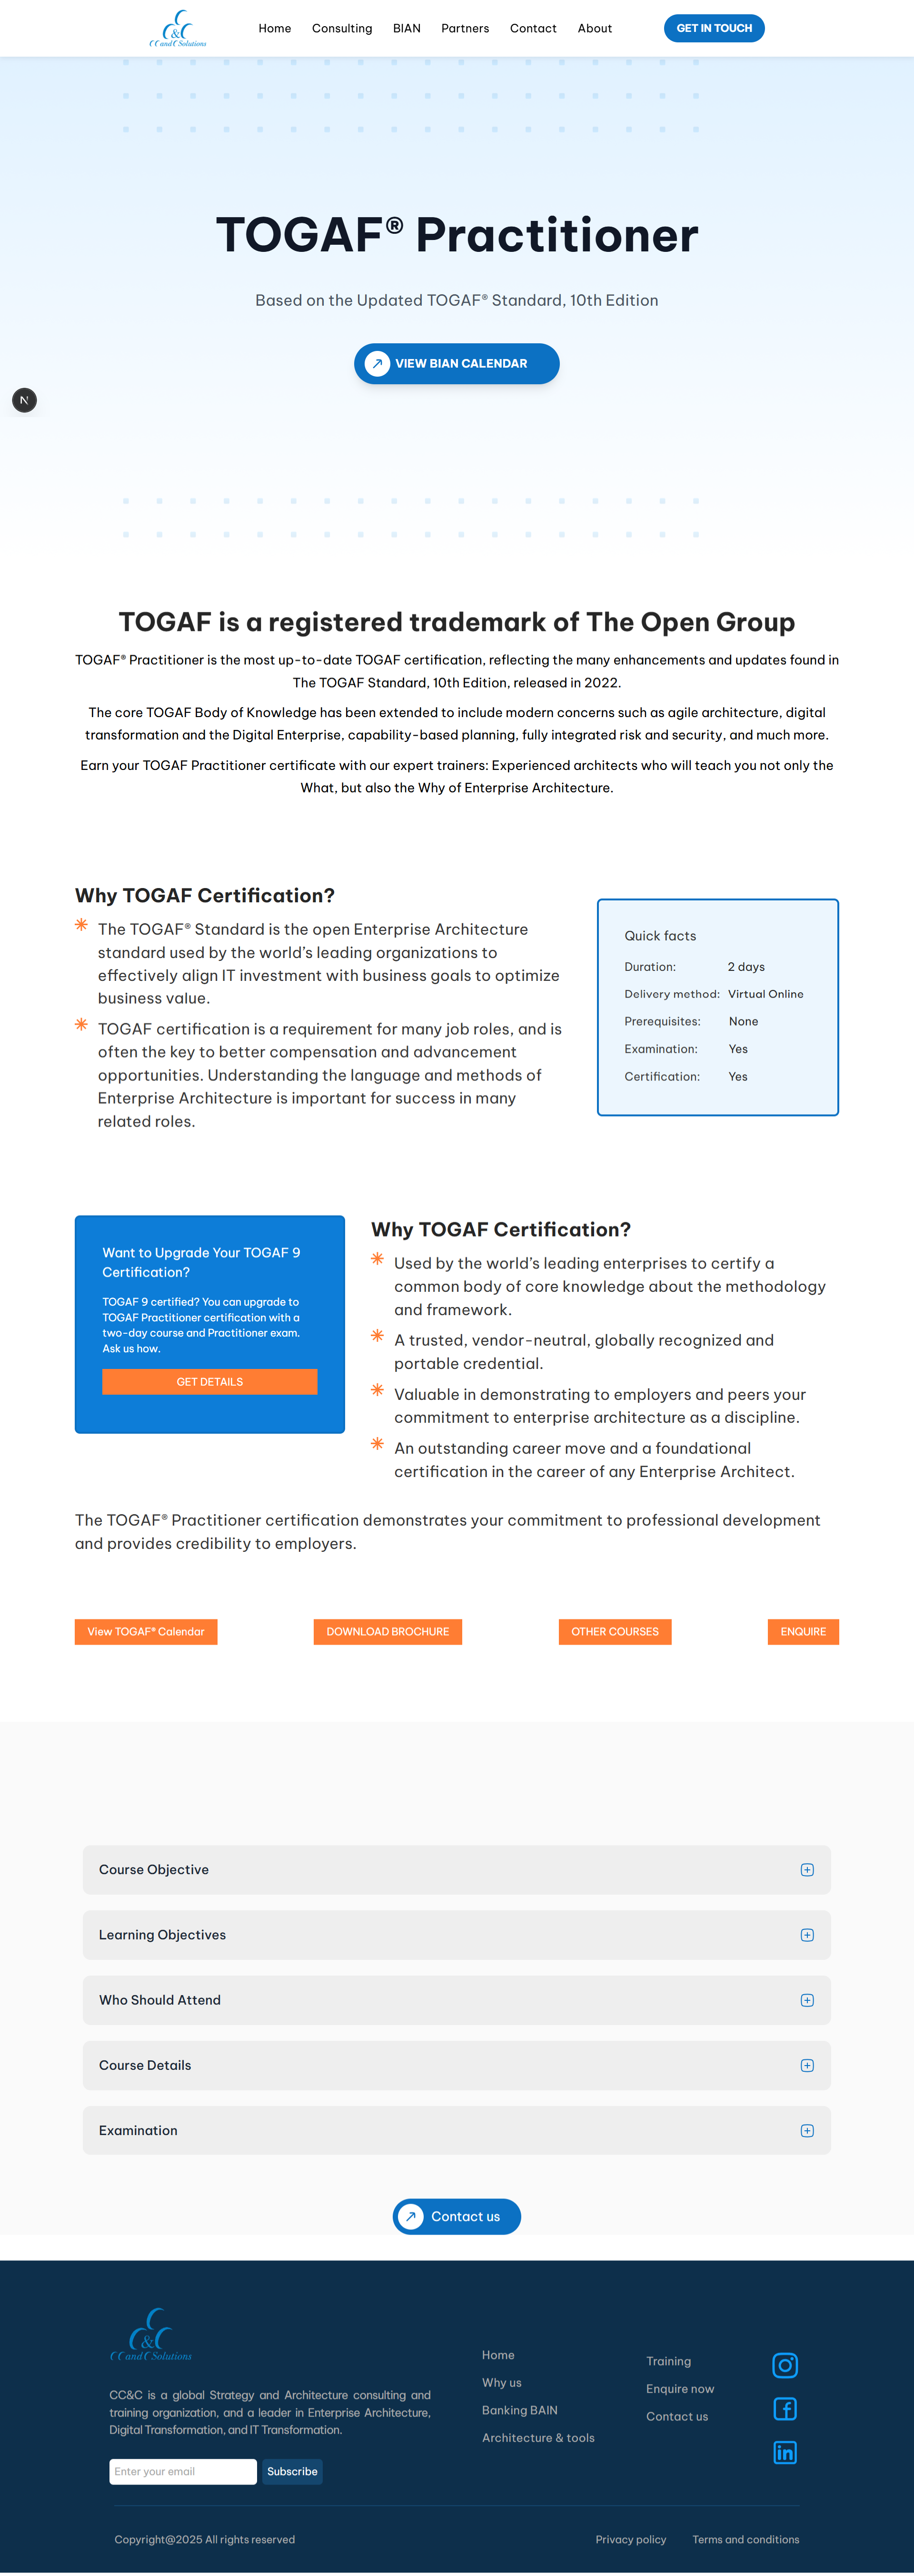 C&C
CC and C Solutions
Home Consulting BIAN Partners Contact About
GET IN TOUCH
TOGAF® Practitioner
Based on the Updated TOGAF® Standard, 10th Edition
VIEW BIAN CALENDAR
N
TOGAF is a registered trademark of The Open Group
TOGAF® Practitioner is the most up-to-date TOGAF certification, reflecting the many enhancements and updates found in
The TOGAF Standard, 10th Edition, released in 2022.
The core TOGAF Body of Knowledge has been extended to include modern concerns such as agile architecture, digital
transformation and the Digital Enterprise, capability-based planning, fully integrated risk and security, and much more.
Earn your TOGAF Practitioner certificate with our expert trainers: Experienced architects who will teach you not only the
What, but also the Why of Enterprise Architecture.
Why TOGAF Certification?
The TOGAF® Standard is the open Enterprise Architecture
standard used by the world's leading organizations to
effectively align IT investment with business goals to optimize
business value.
TOGAF certification is a requirement for many job roles, and is
often the key to better compensation and advancement
opportunities. Understanding the language and methods of
Enterprise Architecture is important for success in many
related roles.
Quick facts
Duration: 2 days
Delivery method: Virtual Online
Prerequisites: None
Examination: Yes
Certification: Yes
Want to Upgrade Your TOGAF 9
Certification?
TOGAF 9 certified? You can upgrade to
TOGAF Practitioner certification with a
two-day course and Practitioner exam.
Ask us how.
GET DETAILS
Why TOGAF Certification?
Used by the world's leading enterprises to certify a
common body of core knowledge about the methodology
and framework.
A trusted, vendor-neutral, globally recognized and
portable credential.
Valuable in demonstrating to employers and peers your
commitment to enterprise architecture as a discipline.
An outstanding career move and a foundational
certification in the career of any Enterprise Architect.
The TOGAF® Practitioner certification demonstrates your commitment to professional development
and provides credibility to employers.
View TOGAF® Calendar
DOWNLOAD BROCHURE
OTHER COURSES
ENQUIRE
Course Objective
Learning Objectives
Who Should Attend
Course Details
Examination
Contact us
C&C
CC and C Solutions
CC&C is a global Strategy and Architecture consulting and
training organization, and a leader in Enterprise Architecture,
Digital Transformation, and IT Transformation.
Enter your email
Subscribe
Home
Why us
Banking BAIN
Architecture & tools
Training
Enquire now
Contact us
in
Copyright@2025 All rights reserved
Privacy policy
Terms and conditions